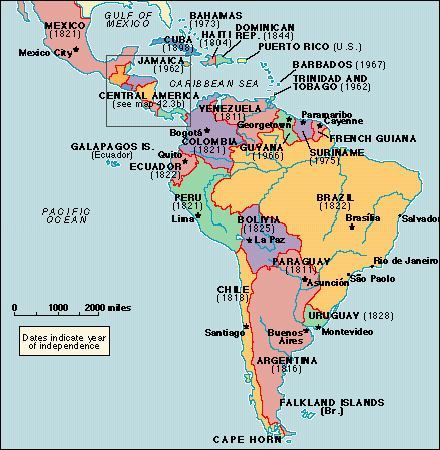 GULF OF
MEXICO
MEXICO
(1821)
Mexico City
BAHAMAS
(1973)
CUBA
(1898)
HAITI
(1804)
DOMINICAN
REP. (1844)
PUERTO RICO (U.S.)
JAMAICA
(1962)
BARBADOS (1967)
CARIBBEAN SEA
TRINIDAD AND
TOBAGO (1962)
CENTRAL AMERICA
(see map 42.3b)
VENEZUELA
(1811)
Paramaribo
Georgetown
Cayenne
Bogotá
COLOMBIA
(1821)
FRENCH GUIANA
GUYANA
(1966)
SURINAME
(1975)
GALAPAGOS IS.
(Ecuador)
Quito
ECUADOR
(1822)
PERU
(1821)
Lima
BRAZIL
(1822)
Brasília
Salvador
PACIFIC
OCEAN
BOLIVIA
(1825)
La Paz
PARAGUAY
(1811)
Rio de Janeiro
São Paolo
Asunción
0 1000 2000 miles
CHILE
(1818)
URUGUAY (1828)
Santiago
Buenos
Aires
Montevideo
Dates indicate year
of independence
ARGENTINA
(1816)
FALKLAND ISLANDS
(Br.)
CAPE HORN